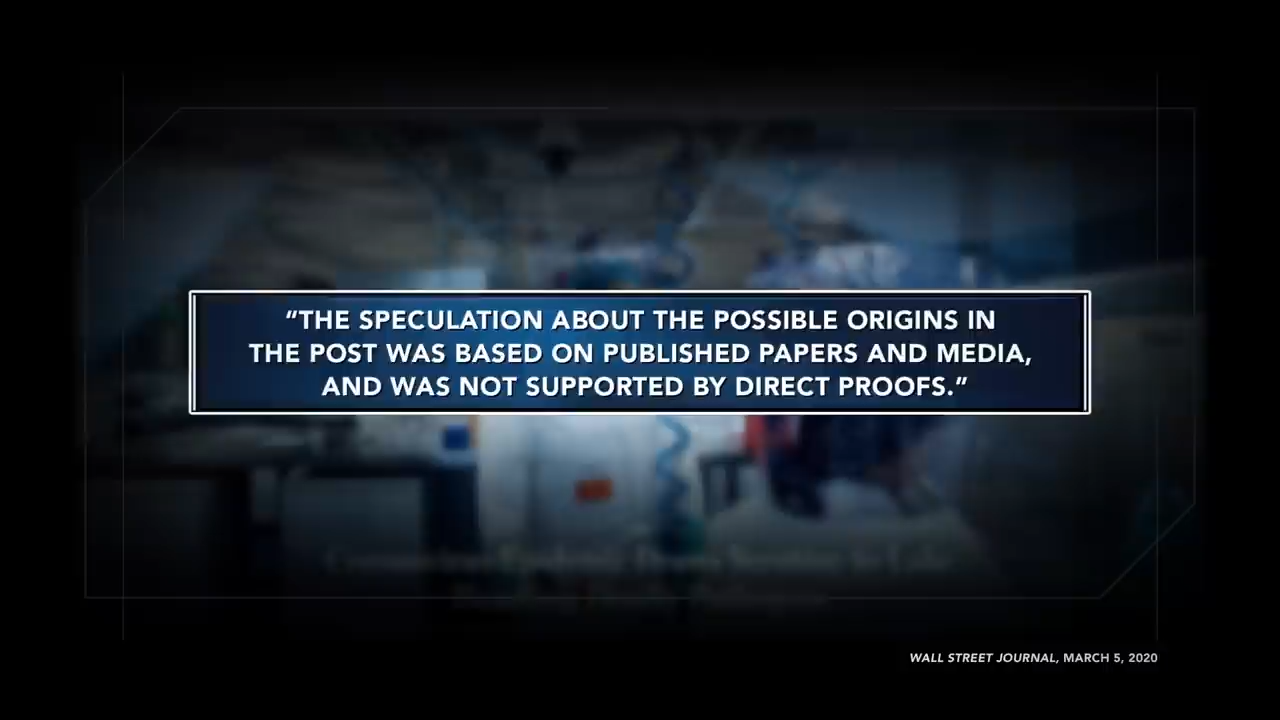 “THE SPECULATION ABOUT THE POSSIBLE ORIGINS IN
THE POST WAS BASED ON PUBLISHED PAPERS AND MEDIA,
AND WAS NOT SUPPORTED BY DIRECT PROOFS.”
WALL STREET JOURNAL, MARCH 5, 2020